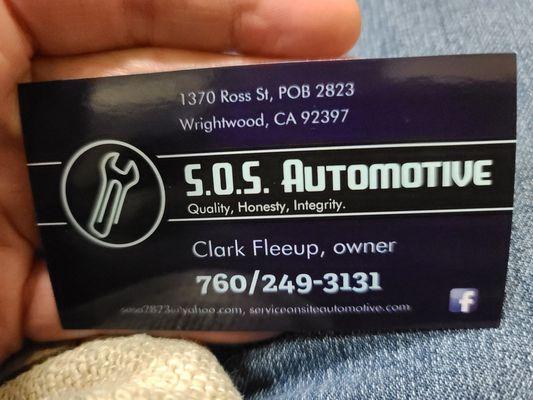 1370 Ross St, POB 2823
Wrightwood, CA 92397
S.O.S. Automotive
Quality, Honesty, Integrity.
Clark Fleeup, owner
760/249-3131
serviceonsiteautomotive.com
f